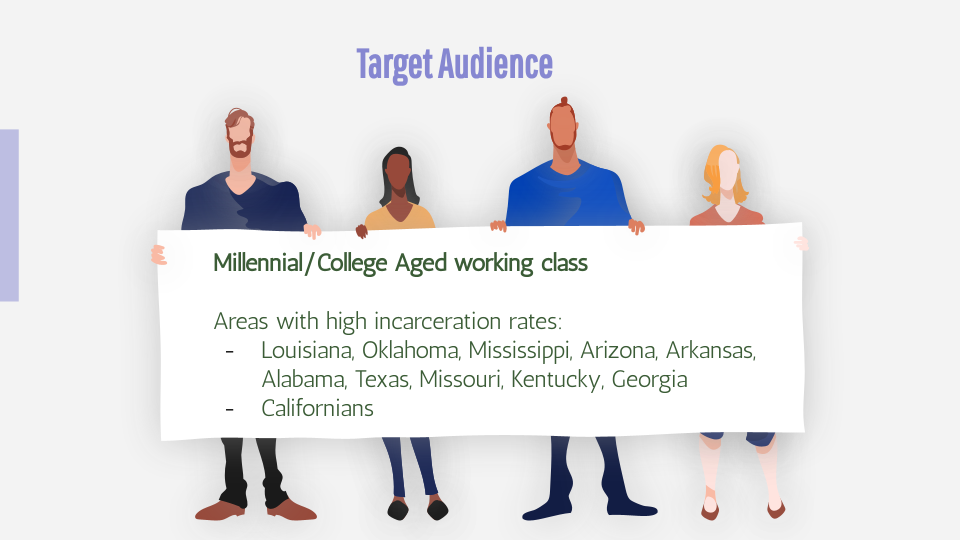 Target Audience
Millennial/College Aged working class
Areas with high incarceration rates:
- Louisiana, Oklahoma, Mississippi, Arizona, Arkansas,
Alabama, Texas, Missouri, Kentucky, Georgia
- Californians